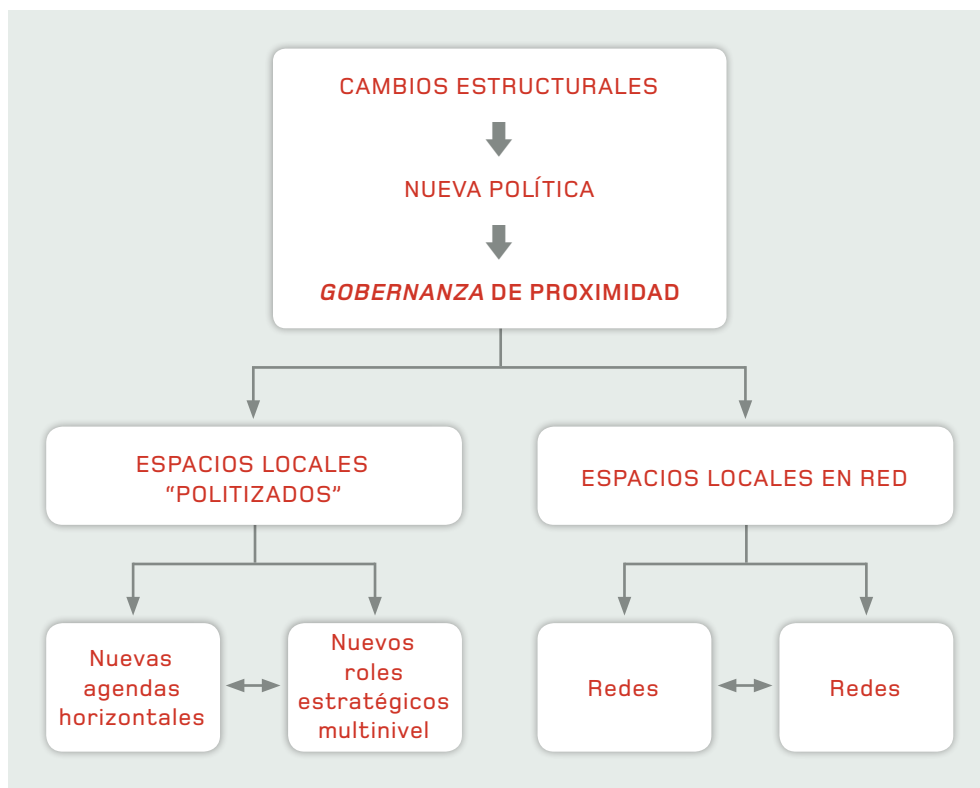 CAMBIOS ESTRUCTURALES
NUEVA POLÍTICA
GOBERNANZA DE PROXIMIDAD
ESPACIOS LOCALES
“POLITIZADOS”
ESPACIOS LOCALES EN RED
Nuevas
agendas
horizontales
Nuevos
roles
estratégicos
multinivel
Redes
Redes